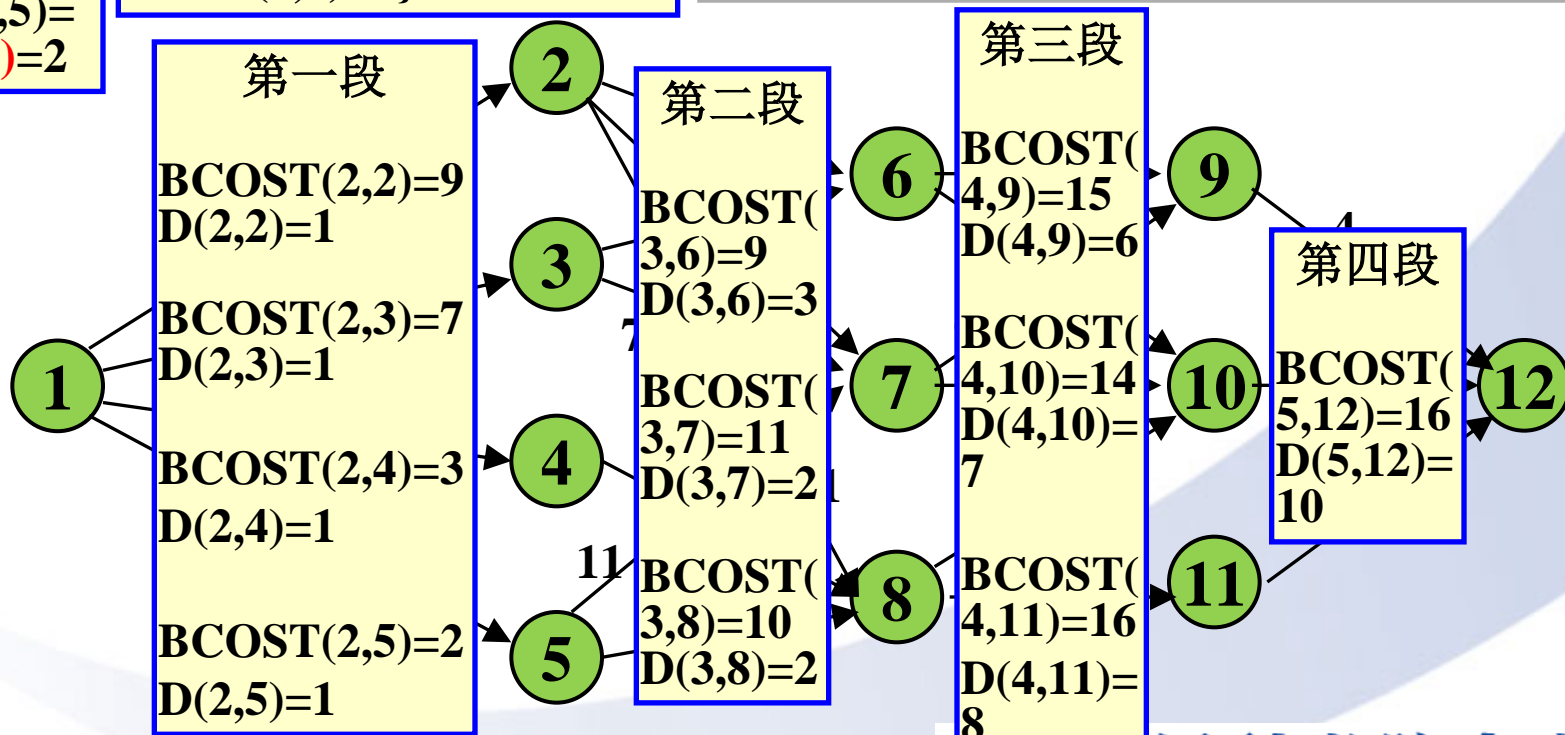 ,5)=
)=2
第一段
BCOST(2,2)=9
D(2,2)=1
BCOST(2,3)=7
D(2,3)=1
BCOST(2,4)=3
D(2,4)=1
BCOST(2,5)=2
D(2,5)=1
第二段
BCOST(
3,6)=9
D(3,6)=3
BCOST(
3,7)=11
D(3,7)=2
BCOST(
3,8)=10
D(3,8)=2
第三段
BCOST(
4,9)=15
D(4,9)=6
BCOST(
4,10)=14
D(4,10)=
7
BCOST(
4,11)=16
D(4,11)=
8
第四段
BCOST(
5,12)=16
D(5,12)=
10
1
2
3
4
5
6
7
8
9
10
11
12
7
11
1
4